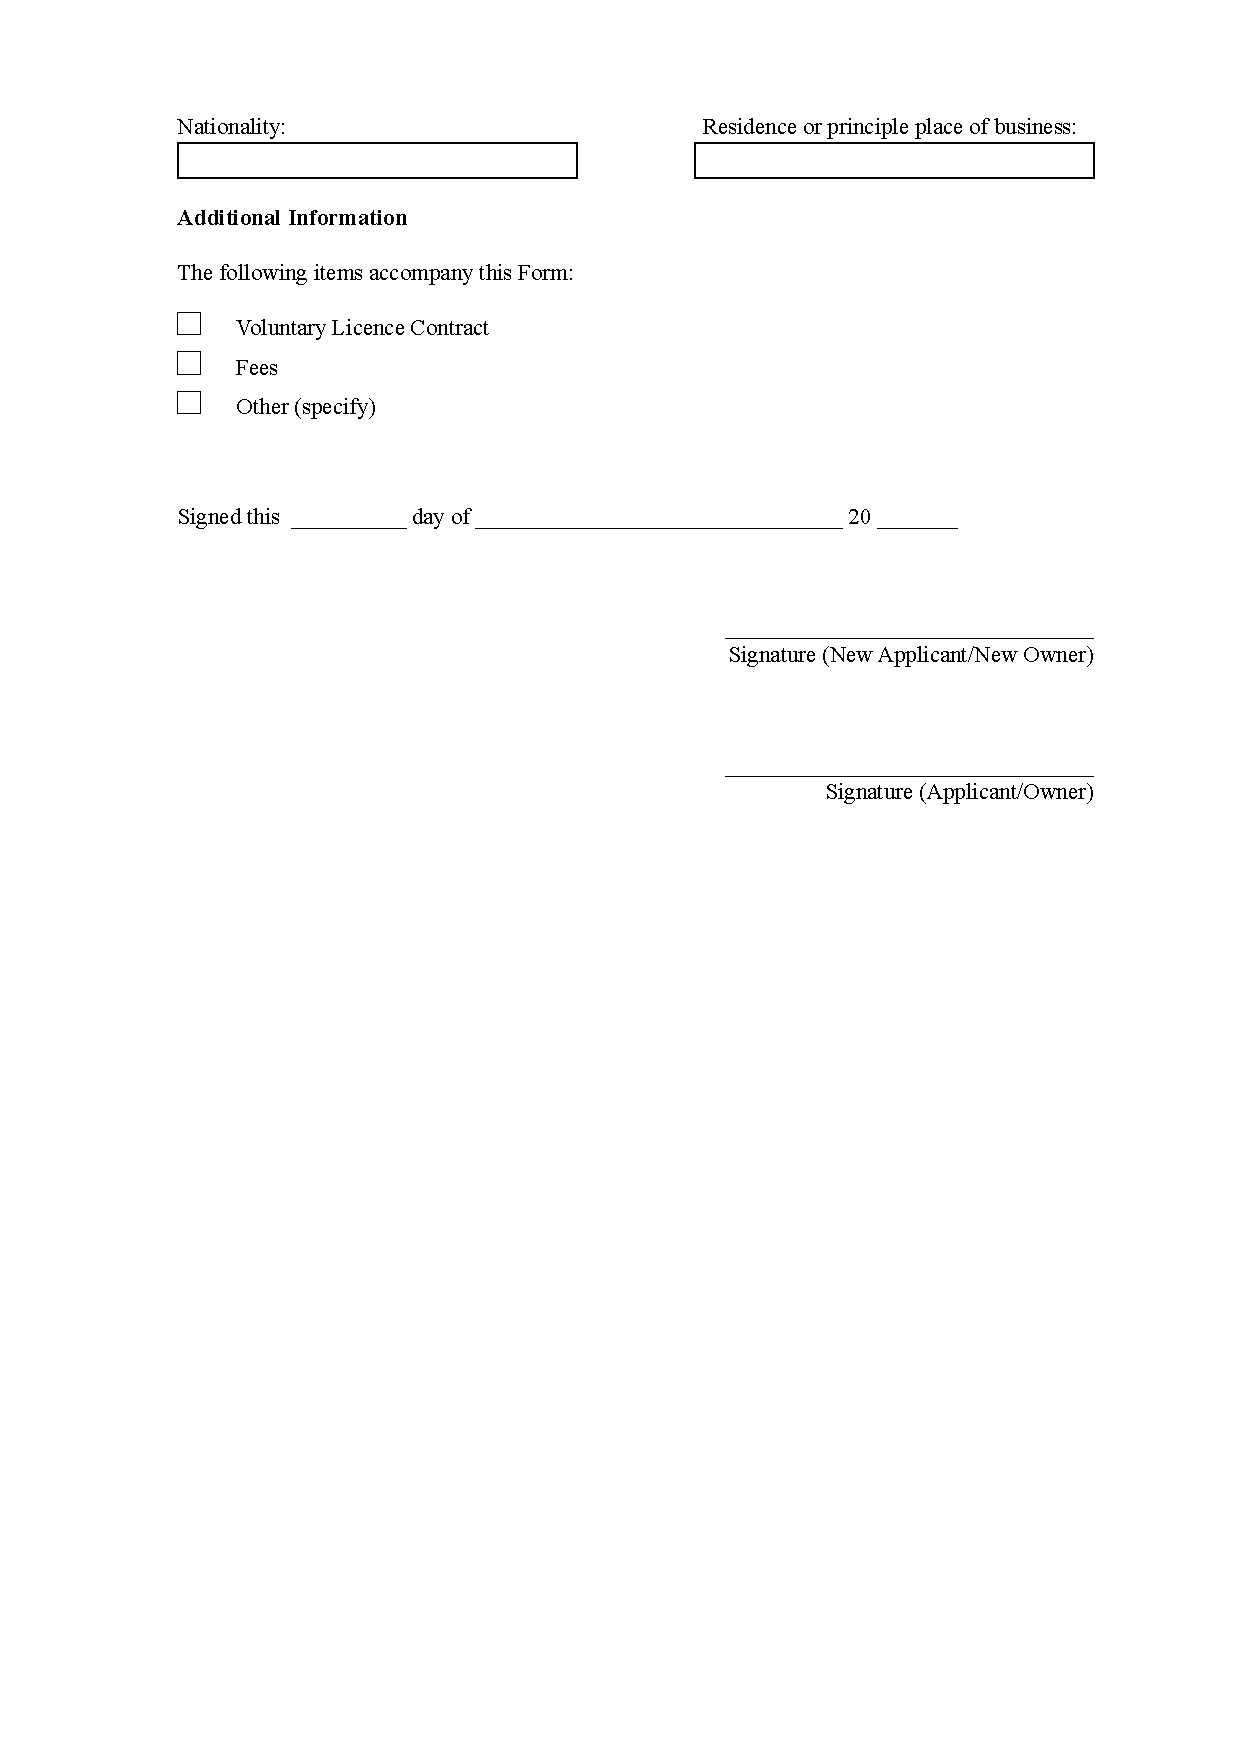 Nationality: Residence or principle place of business:
Additional Information
The following items accompany this Form:
Voluntary Licence Contract
Fees
Other (specify)
Signed this __________ day of ________________________________ 20 _______
Signature (New Applicant/New Owner)
Signature (Applicant/Owner)